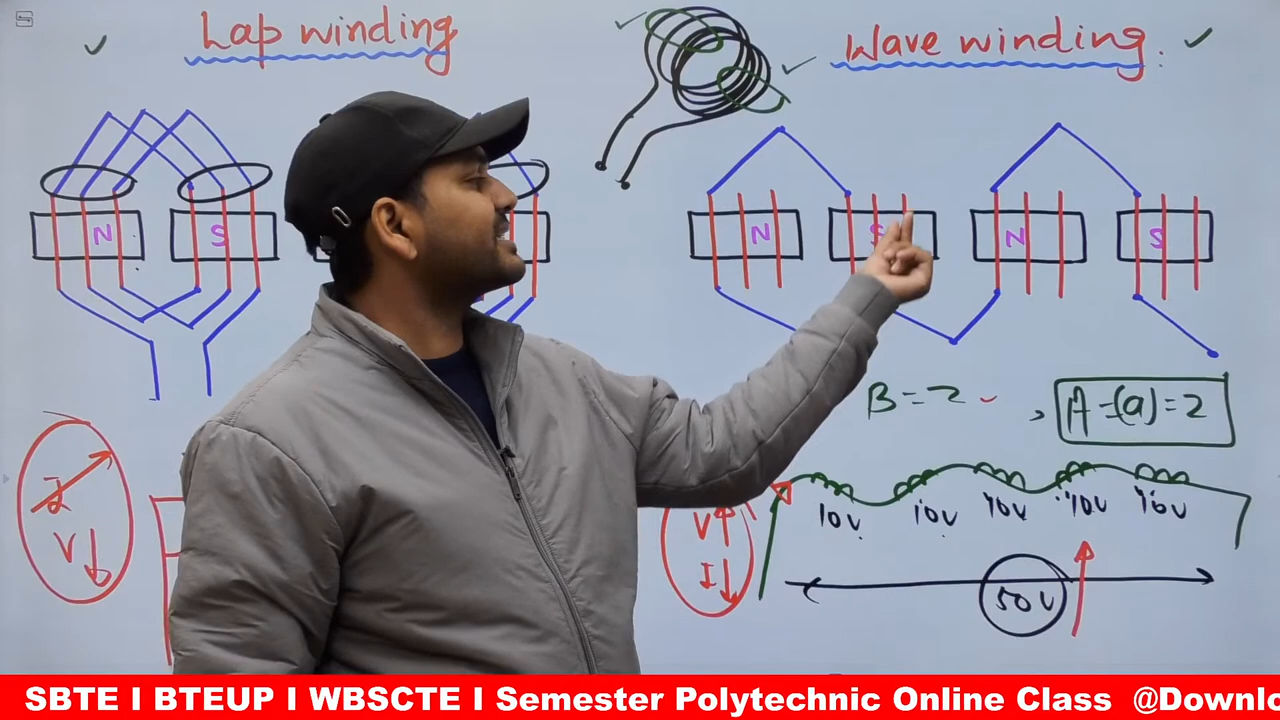 Lap winding
Wave winding.
N
S
N
S
N
S
B = 2
A = (a) = 2
I
V
V
I
10V
10V
10V
10V
10V
50V
SBTE I BTEUP I WBSCTE I Semester Polytechnic Online Class @Downlo